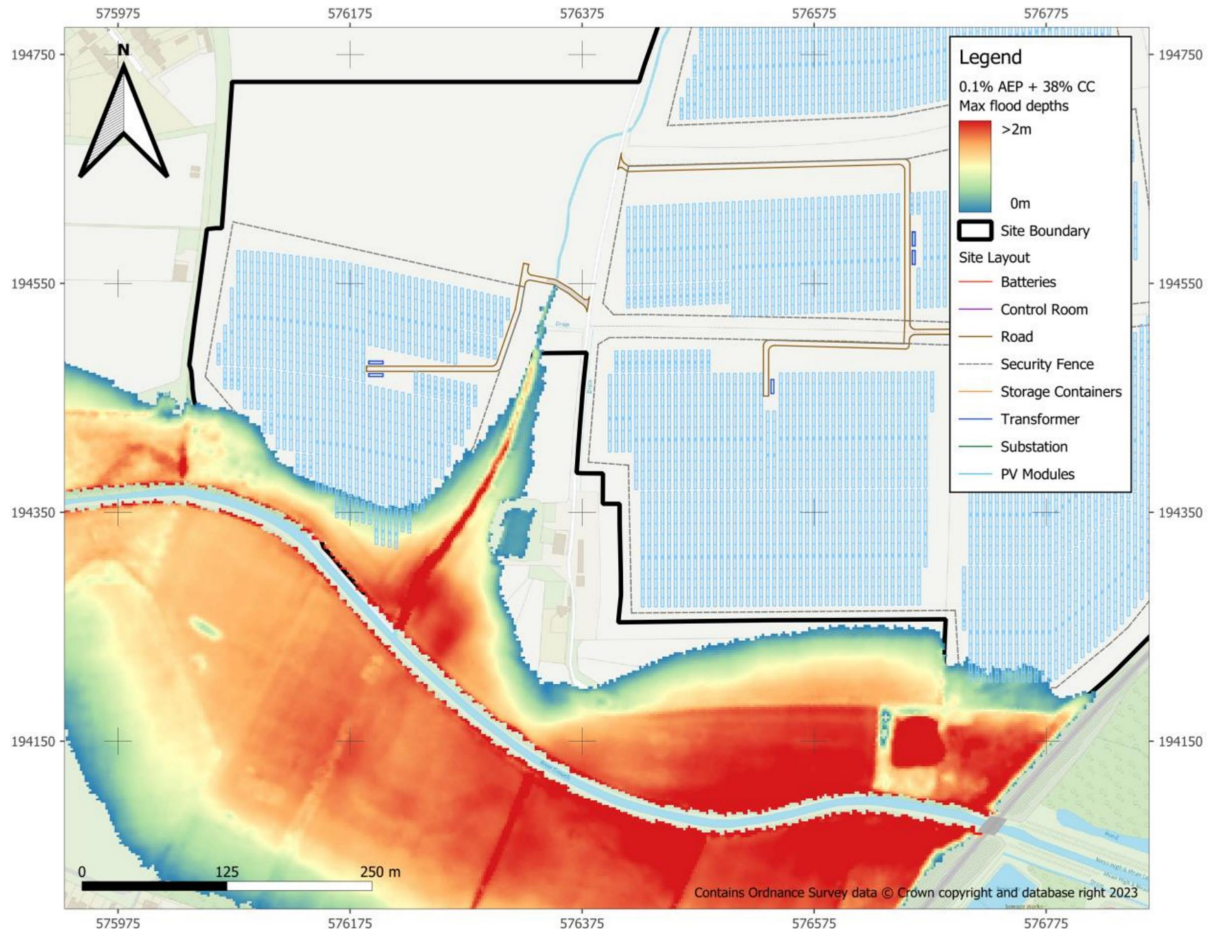 575975 576175 576375 576575 576775
194750
N
194550
194350
194150
Legend
0.1% AEP + 38% CC
Max flood depths
>2m
0m
Site Boundary
Site Layout
Batteries
Control Room
Road
Security Fence
Storage Containers
Transformer
Substation
PV Modules
194750
194550
194350
194150
Drain
0 125 250 m
Contains Ordnance Survey data © Crown copyright and database right 2023
575975 576175 576375 576575 576775